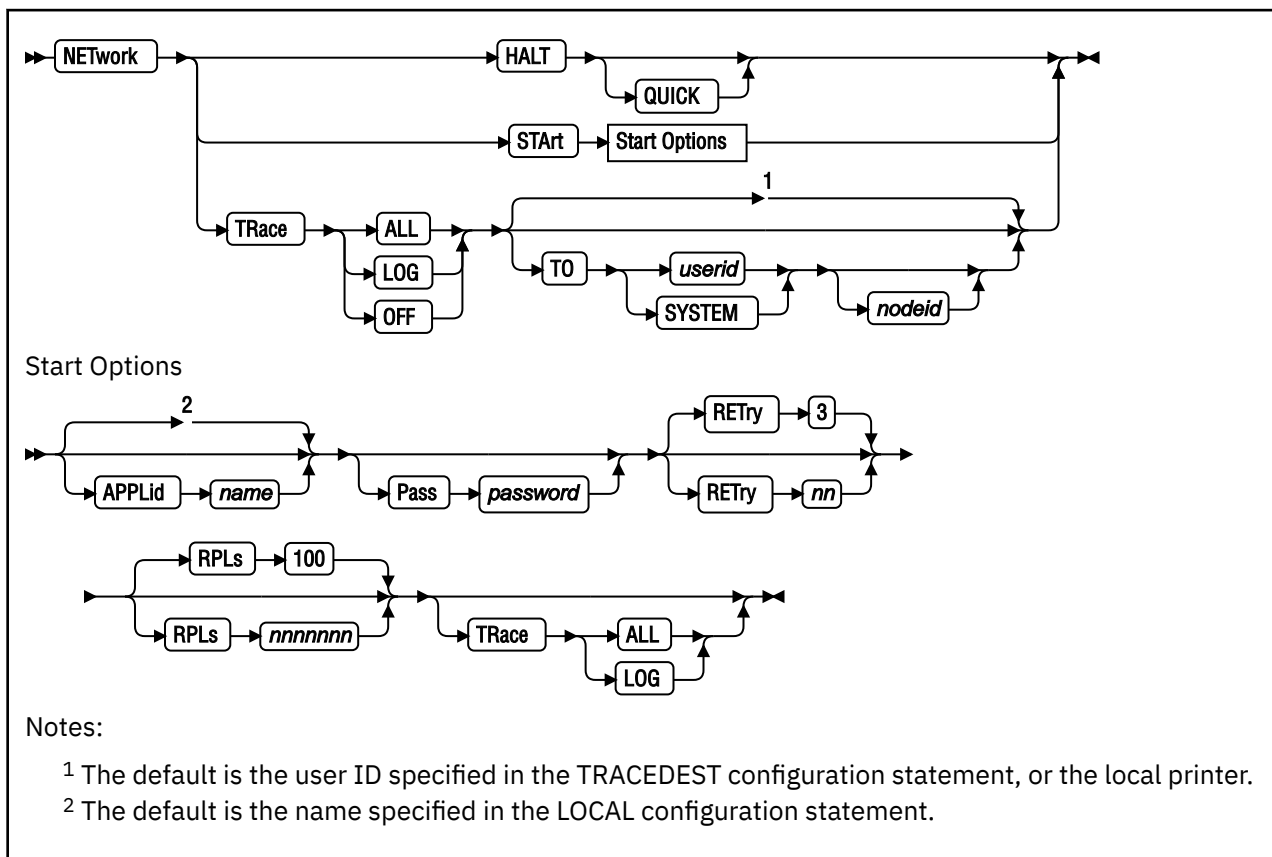 NETwork HALT
QUICK
STArt Start Options
1
TRace ALL
LOG
OFF
TO userid
SYSTEM
nodeid
Start Options
2
APPLid name
Pass password
RETry 3
RETry nn
RPLs 100
RPLs nnnnnnn
TRace ALL
LOG
Notes:
1 The default is the user ID specified in the TRACEDEST configuration statement, or the local printer.
2 The default is the name specified in the LOCAL configuration statement.